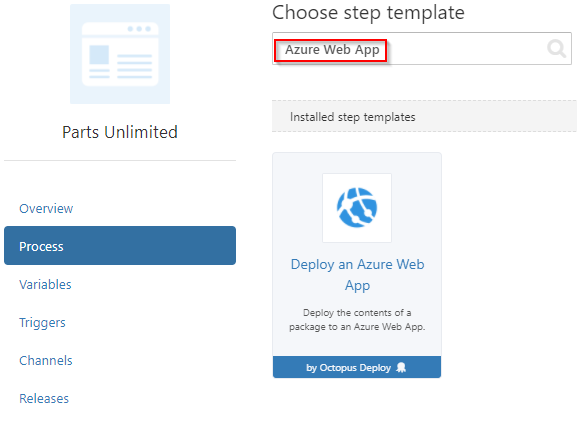 Parts Unlimited
Overview
Process
Variables
Triggers
Channels
Releases
Choose step template
Azure Web App
Installed step templates
Deploy an Azure Web
App
Deploy the contents of a
package to an Azure Web App.
by Octopus Deploy